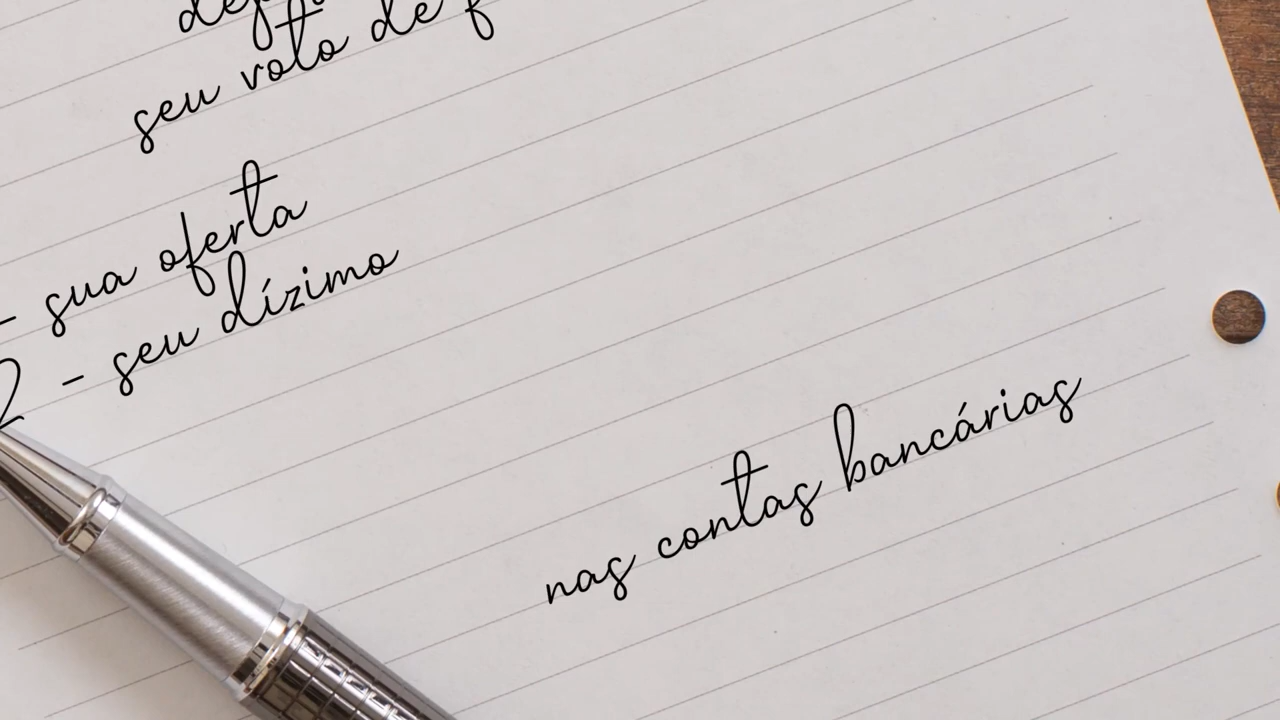 seu voto de
- sua oferta
2 - seu dízimo
nas contas bancárias